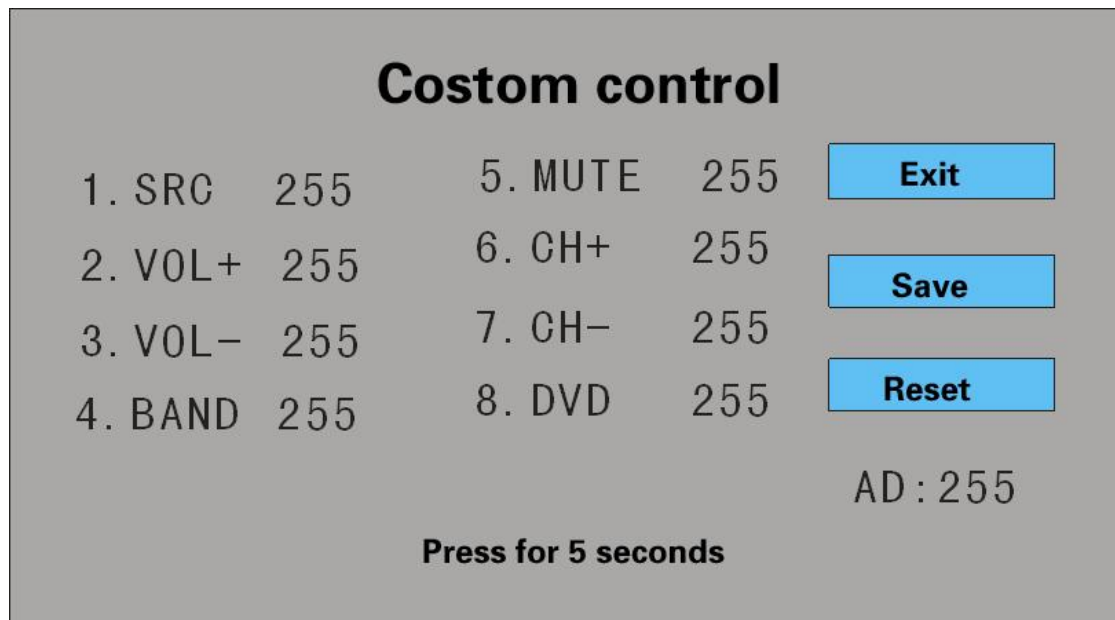 Costom control
1. SRC 255
2. VOL+ 255
3. VOL- 255
4. BAND 255
5. MUTE 255
6. CH+ 255
7. CH- 255
8. DVD 255
Exit
Save
Reset
AD:255
Press for 5 seconds